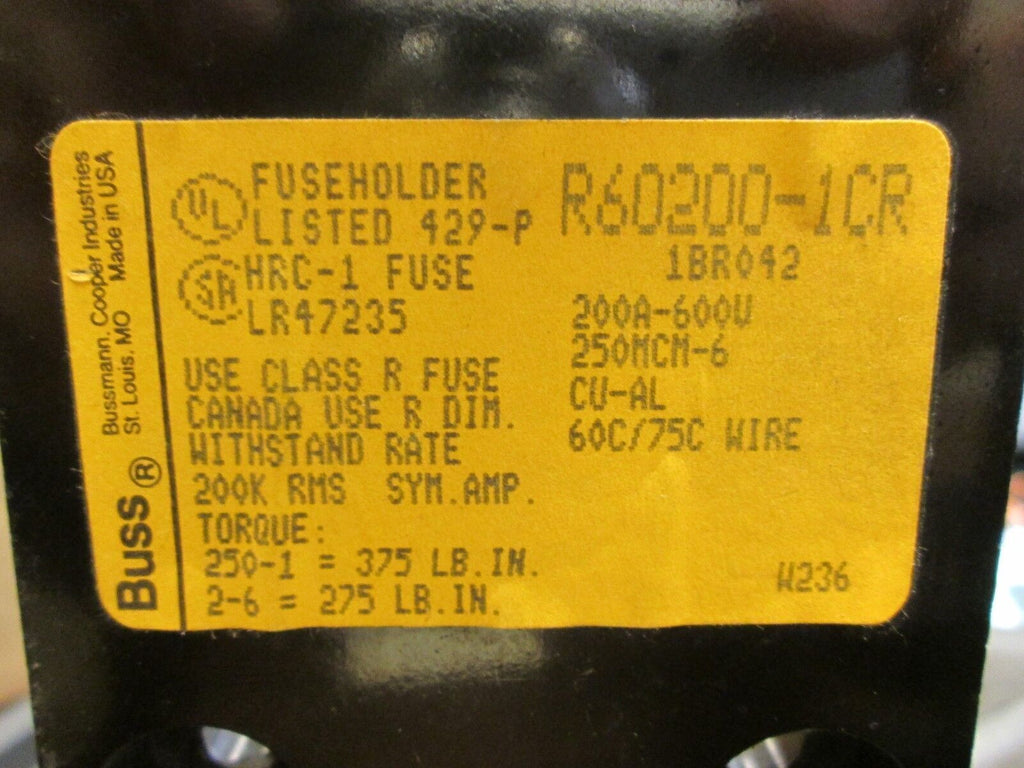 Bussmann, Cooper Industries
St. Louis, MO Made in USA
Buss®
UL
FUSEHOLDER
LISTED 429-P
SA
HRC-1 FUSE
LR47235
USE CLASS R FUSE
CANADA USE R DIM.
WITHSTAND RATE
200K RMS SYM.AMP.
TORQUE:
250-1 = 375 LB.IN.
2-6 = 275 LB.IN.
R60200-1CR
1BR042
200A-600V
250MCM-6
CU-AL
60C/75C WIRE
W236